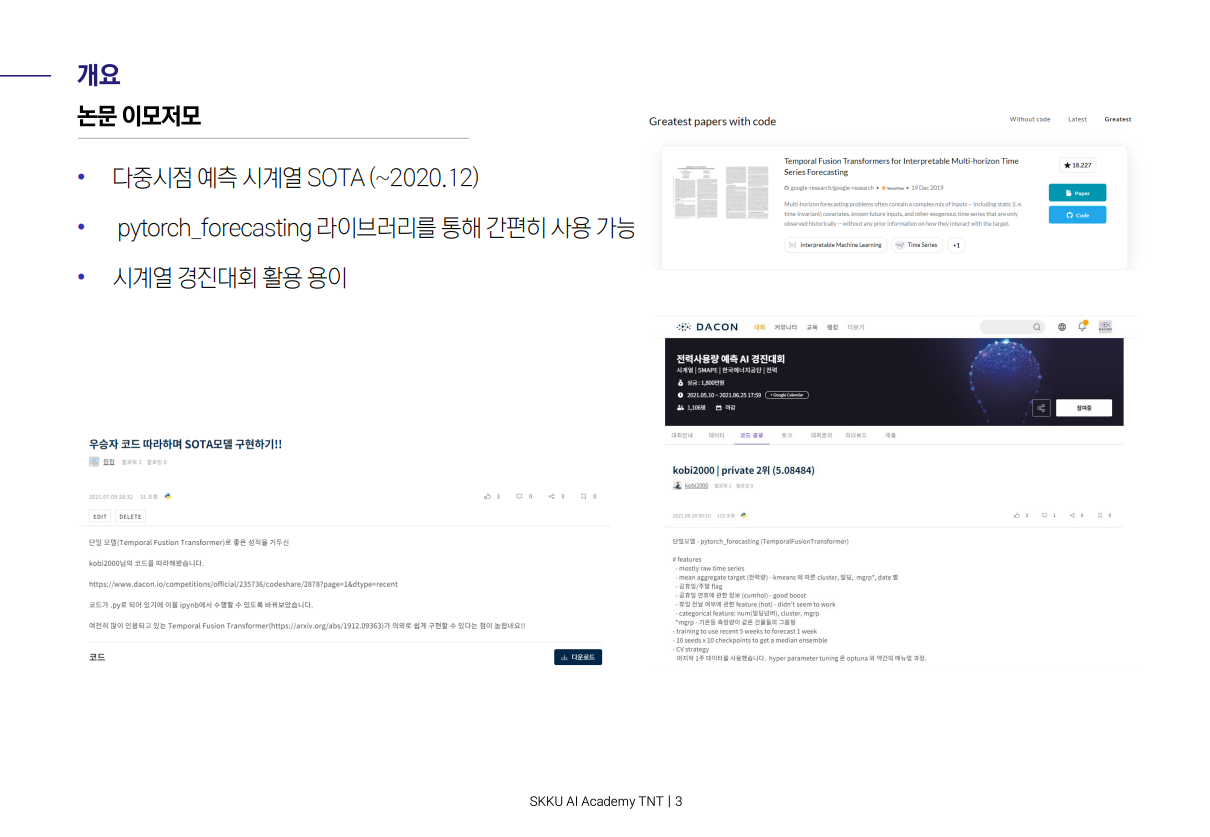 개요
논문 이모저모
• 다중시점 예측 시계열 SOTA (~2020.12)
• pytorch_forecasting 라이브러리를 통해 간편히 사용 가능
• 시계열 경진대회 활용 용이
Greatest papers with code
Without code Latest Greatest
Temporal Fusion Transformers for Interpretable Multi-horizon Time
Series Forecasting
google-research/google-research • TensorFlow • 19 Dec 2019
Multi-horizon forecasting problems often contain a complex mix of inputs -- including static (i.e.
time-invariant) covariates, known future inputs, and other exogenous time series that are only
observed historically -- without any prior information on how they interact with the target.
Interpretable Machine Learning Time Series +1
★ 18,227
Paper
Code
DACON 대회 커뮤니티 교육 랭킹 더보기
전력사용량 예측 AI 경진대회
시계열 | SMAPE | 한국에너지공단 | 전력
상금 : 1,800만원
2021.05.10 ~ 2021.06.25 17:59 + Google Calendar
1,106명 마감
참여중
대회안내 데이터 코드 공유 토크 대회문의 리더보드 제출
kobi2000 | private 2위 (5.08484)
kobi2000
단일모델 - pytorch_forecasting (TemporalFusionTransformer)
# features
- mostly raw time series
- mean aggregate target (전력량) - kmeans 에 따른 cluster, 빌딩, mgrp*, date 별
- 공휴일/주말 flag
- 공휴일 연휴에 관한 정보 (cumhol) - good boost
- 휴일 전날 여부에 관한 feature (hot) - didn't seem to work
- categorical feature: num(빌딩넘버), cluster, mgrp
*mgrp - 기온등 측정량이 같은 건물들의 그룹핑
- training to use recent 5 weeks to forecast 1 week
- 10 seeds x 10 checkpoints to get a median ensemble
- CV strategy
마지막 1주 데이타를 사용했습니다. hyper parameter tuning 은 optuna 와 약간의 매뉴얼 과정.
우승자 코드 따라하며 SOTA모델 구현하기!!
팔로워 3 팔로잉 0
2021.07.05 16:32 31 조회
1 0 3 0
EDIT DELETE
단일 모델(Temporal Fustion Transformer)로 좋은 성적을 거두신
kobi2000님의 코드를 따라해봤습니다.
https://www.dacon.io/competitions/official/235736/codeshare/2878?page=1&dtype=recent
코드가 .py로 되어 있기에 이를 ipynb에서 수행할 수 있도록 바꿔보았습니다.
여전히 많이 인용되고 있는 Temporal Fusion Transformer(https://arxiv.org/abs/1912.09363)가 의외로 쉽게 구현할 수 있다는 점이 놀랍네요!!
코드
다운로드
SKKU AI Academy TNT | 3